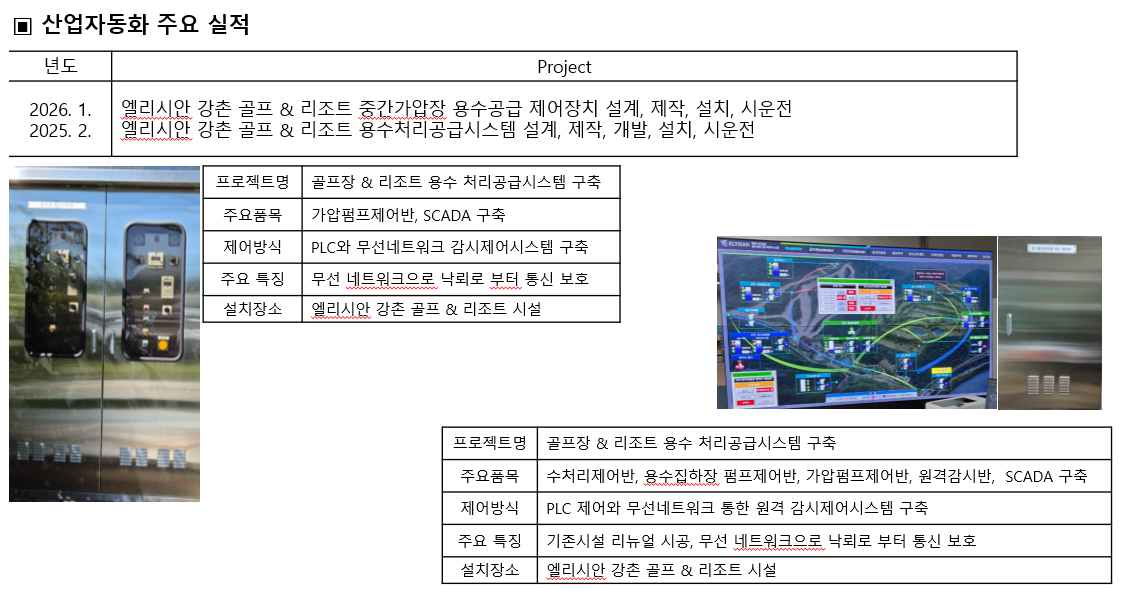 ▣ 산업자동화 주요 실적
년도 Project
2026. 1. 엘리시안 강촌 골프 & 리조트 중간가압장 용수공급 제어장치 설계, 제작, 설치, 시운전
2025. 2. 엘리시안 강촌 골프 & 리조트 용수처리공급시스템 설계, 제작, 개발, 설치, 시운전
프로젝트명 골프장 & 리조트 용수 처리공급시스템 구축
주요품목 가압펌프제어반, SCADA 구축
제어방식 PLC와 무선네트워크 감시제어시스템 구축
주요 특징 무선 네트워크으로 낙뢰로 부터 통신 보호
설치장소 엘리시안 강촌 골프 & 리조트 시설
ELYSIAN
프로젝트명 골프장 & 리조트 용수 처리공급시스템 구축
주요품목 수처리제어반, 용수집하장 펌프제어반, 가압펌프제어반, 원격감시반, SCADA 구축
제어방식 PLC 제어와 무선네트워크 통한 원격 감시제어시스템 구축
주요 특징 기존시설 리뉴얼 시공, 무선 네트워크으로 낙뢰로 부터 통신 보호
설치장소 엘리시안 강촌 골프 & 리조트 시설